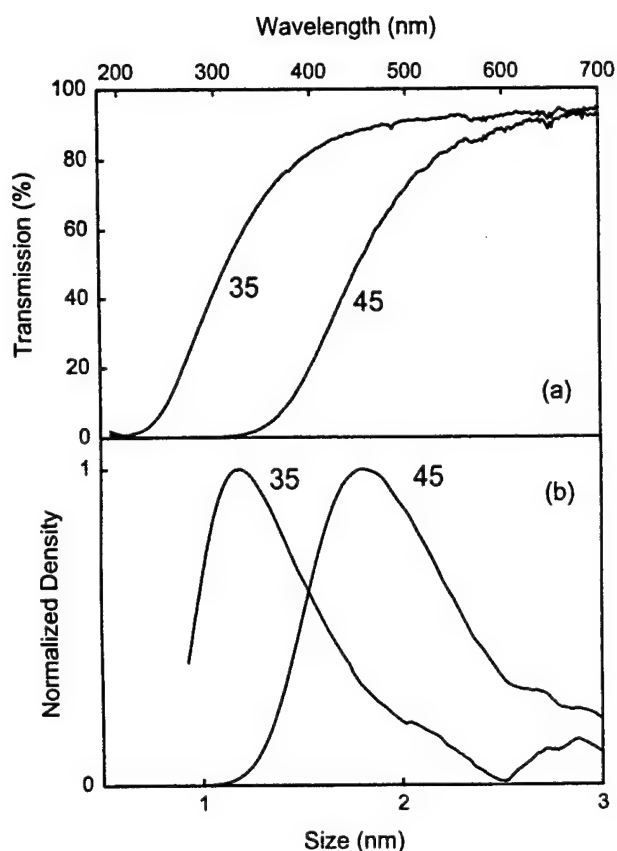 Wavelength (nm)
200 300 400 500 600 700
Transmission (%)
100
80
60
40
20
0
35
45
(a)
Normalized Density
1
0
35
45
(b)
1 2 3
Size (nm)